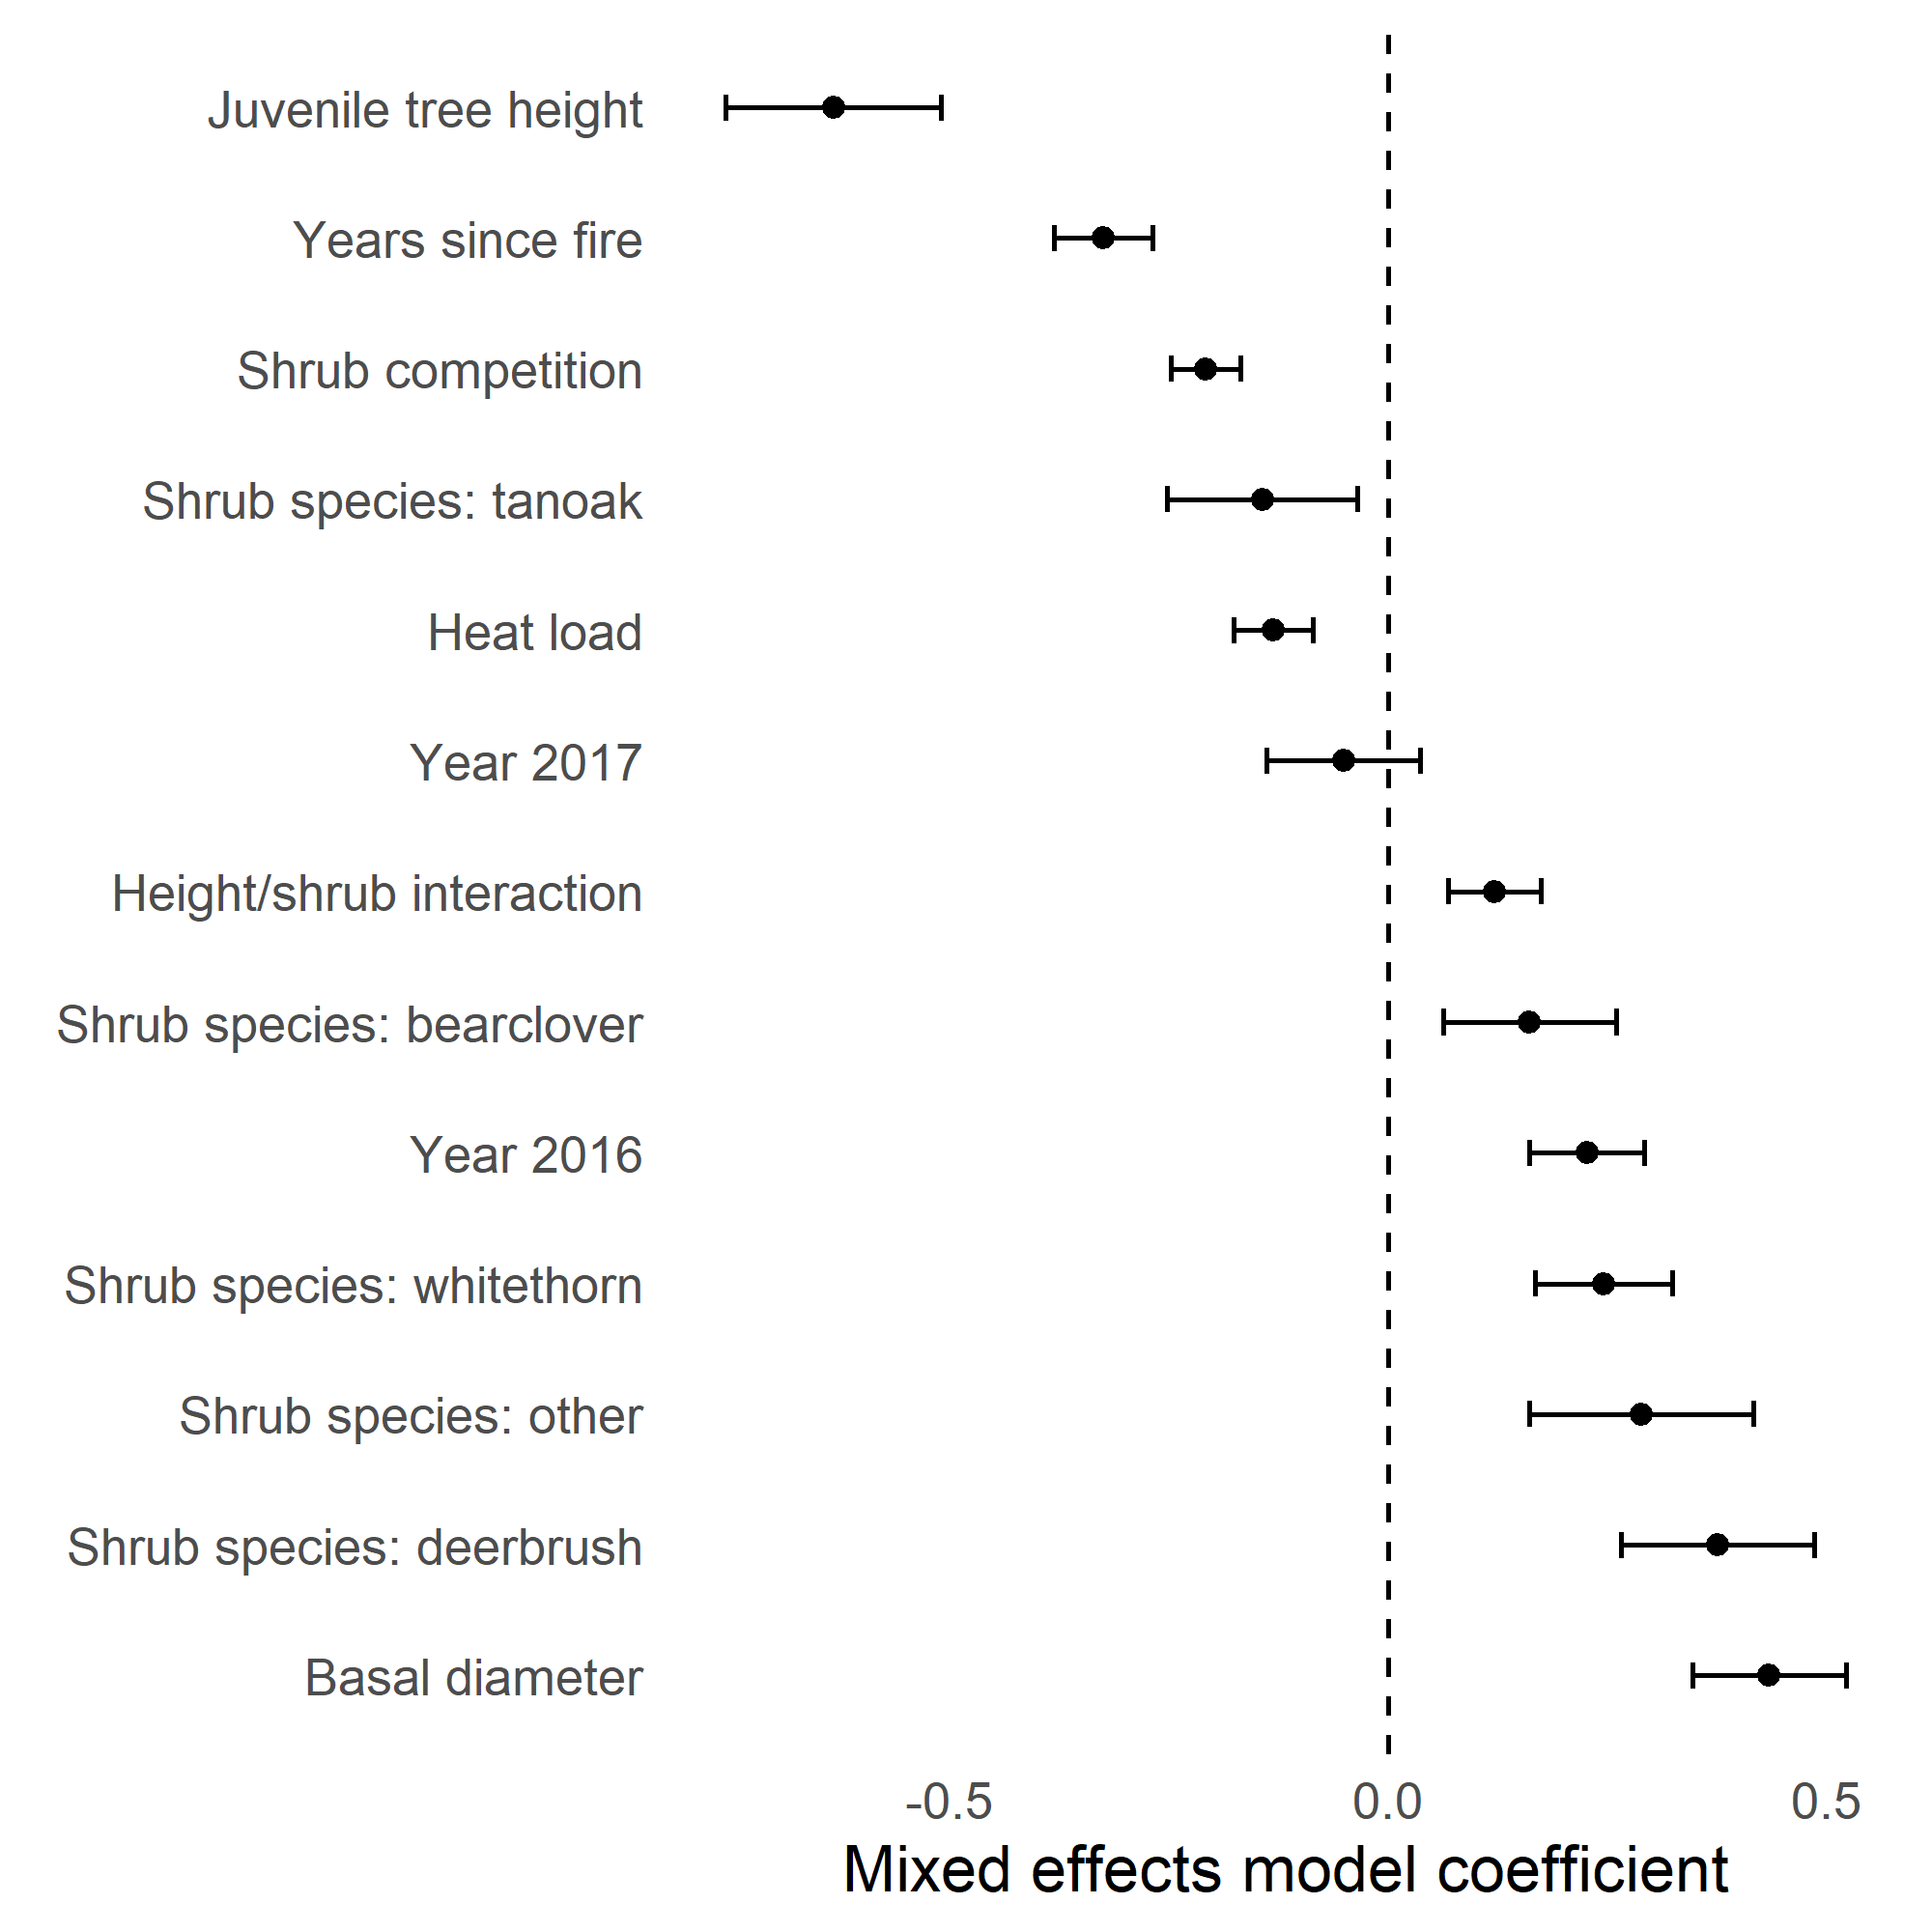 Juvenile tree height
Years since fire
Shrub competition
Shrub species: tanoak
Heat load
Year 2017
Height/shrub interaction
Shrub species: bearclover
Year 2016
Shrub species: whitethorn
Shrub species: other
Shrub species: deerbrush
Basal diameter
-0.5 0.0 0.5
Mixed effects model coefficient